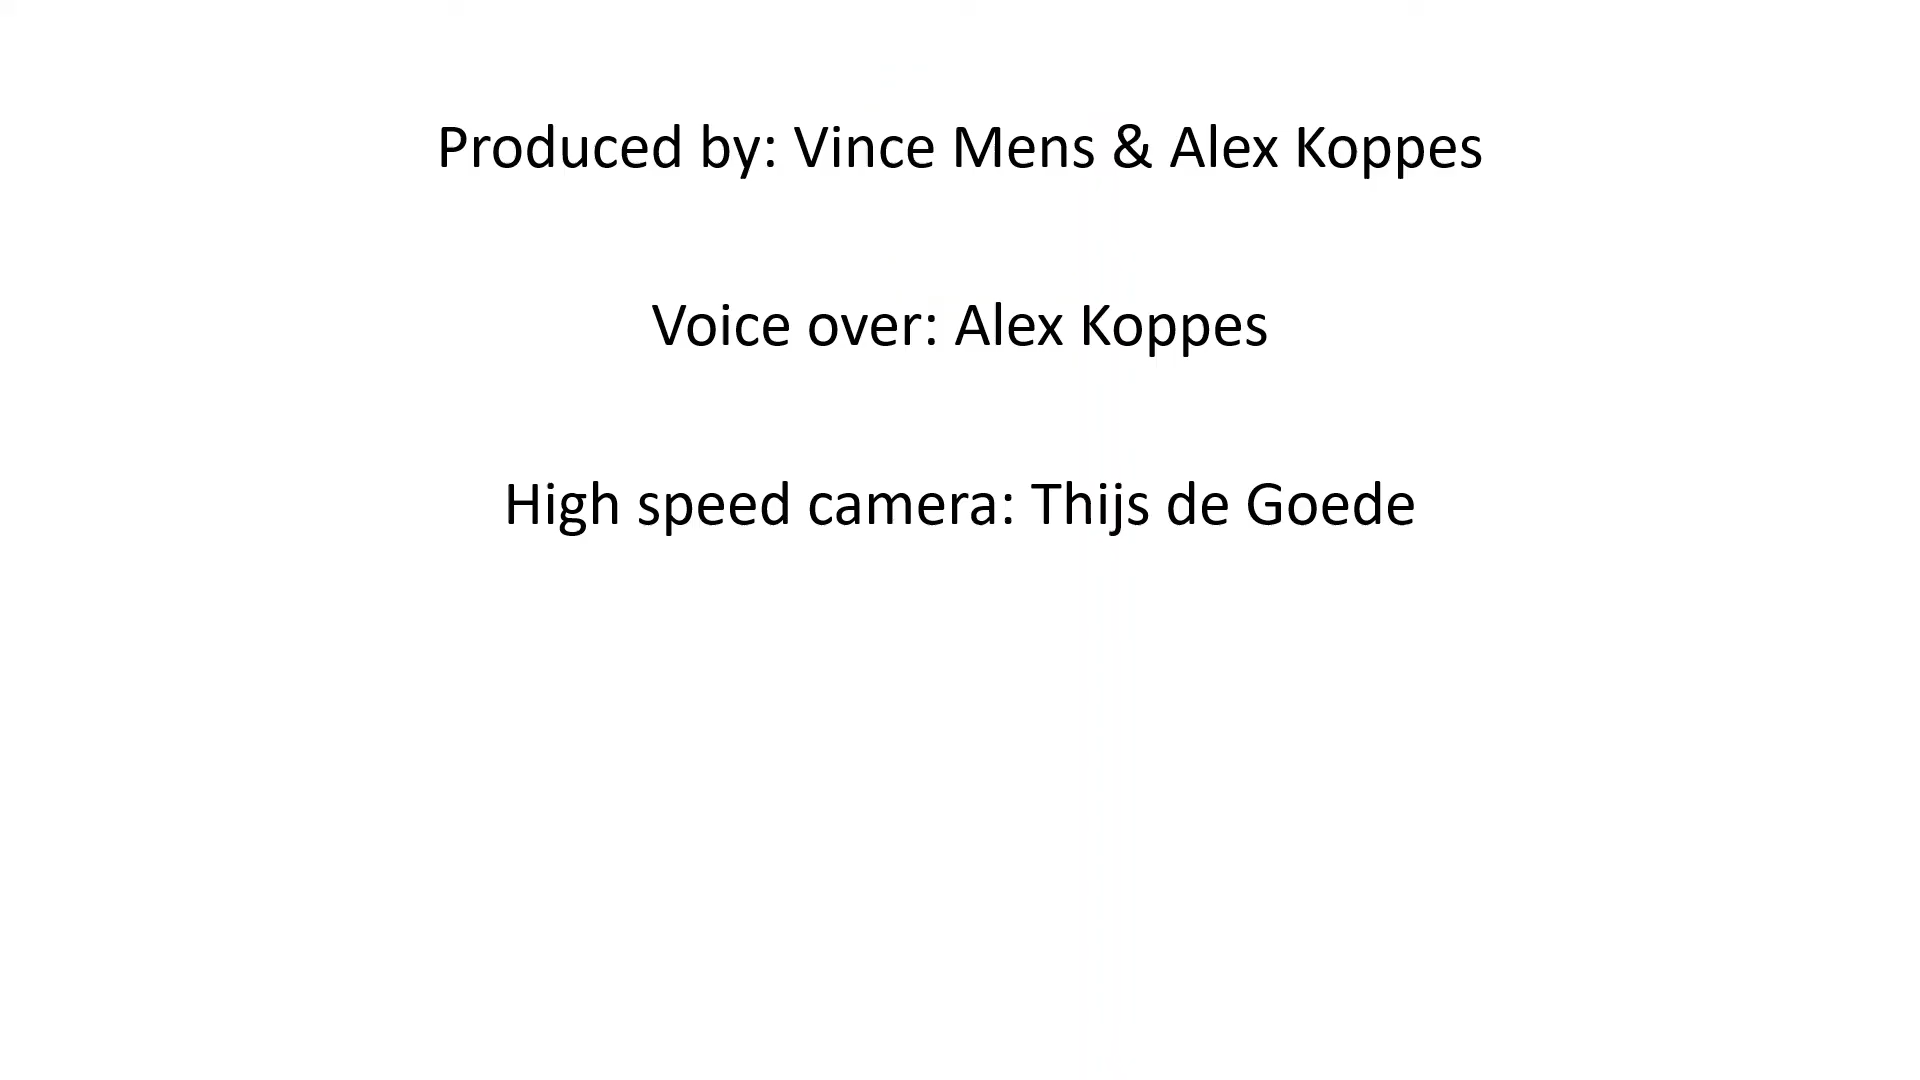 Produced by: Vince Mens & Alex Koppes
Voice over: Alex Koppes
High speed camera: Thijs de Goede